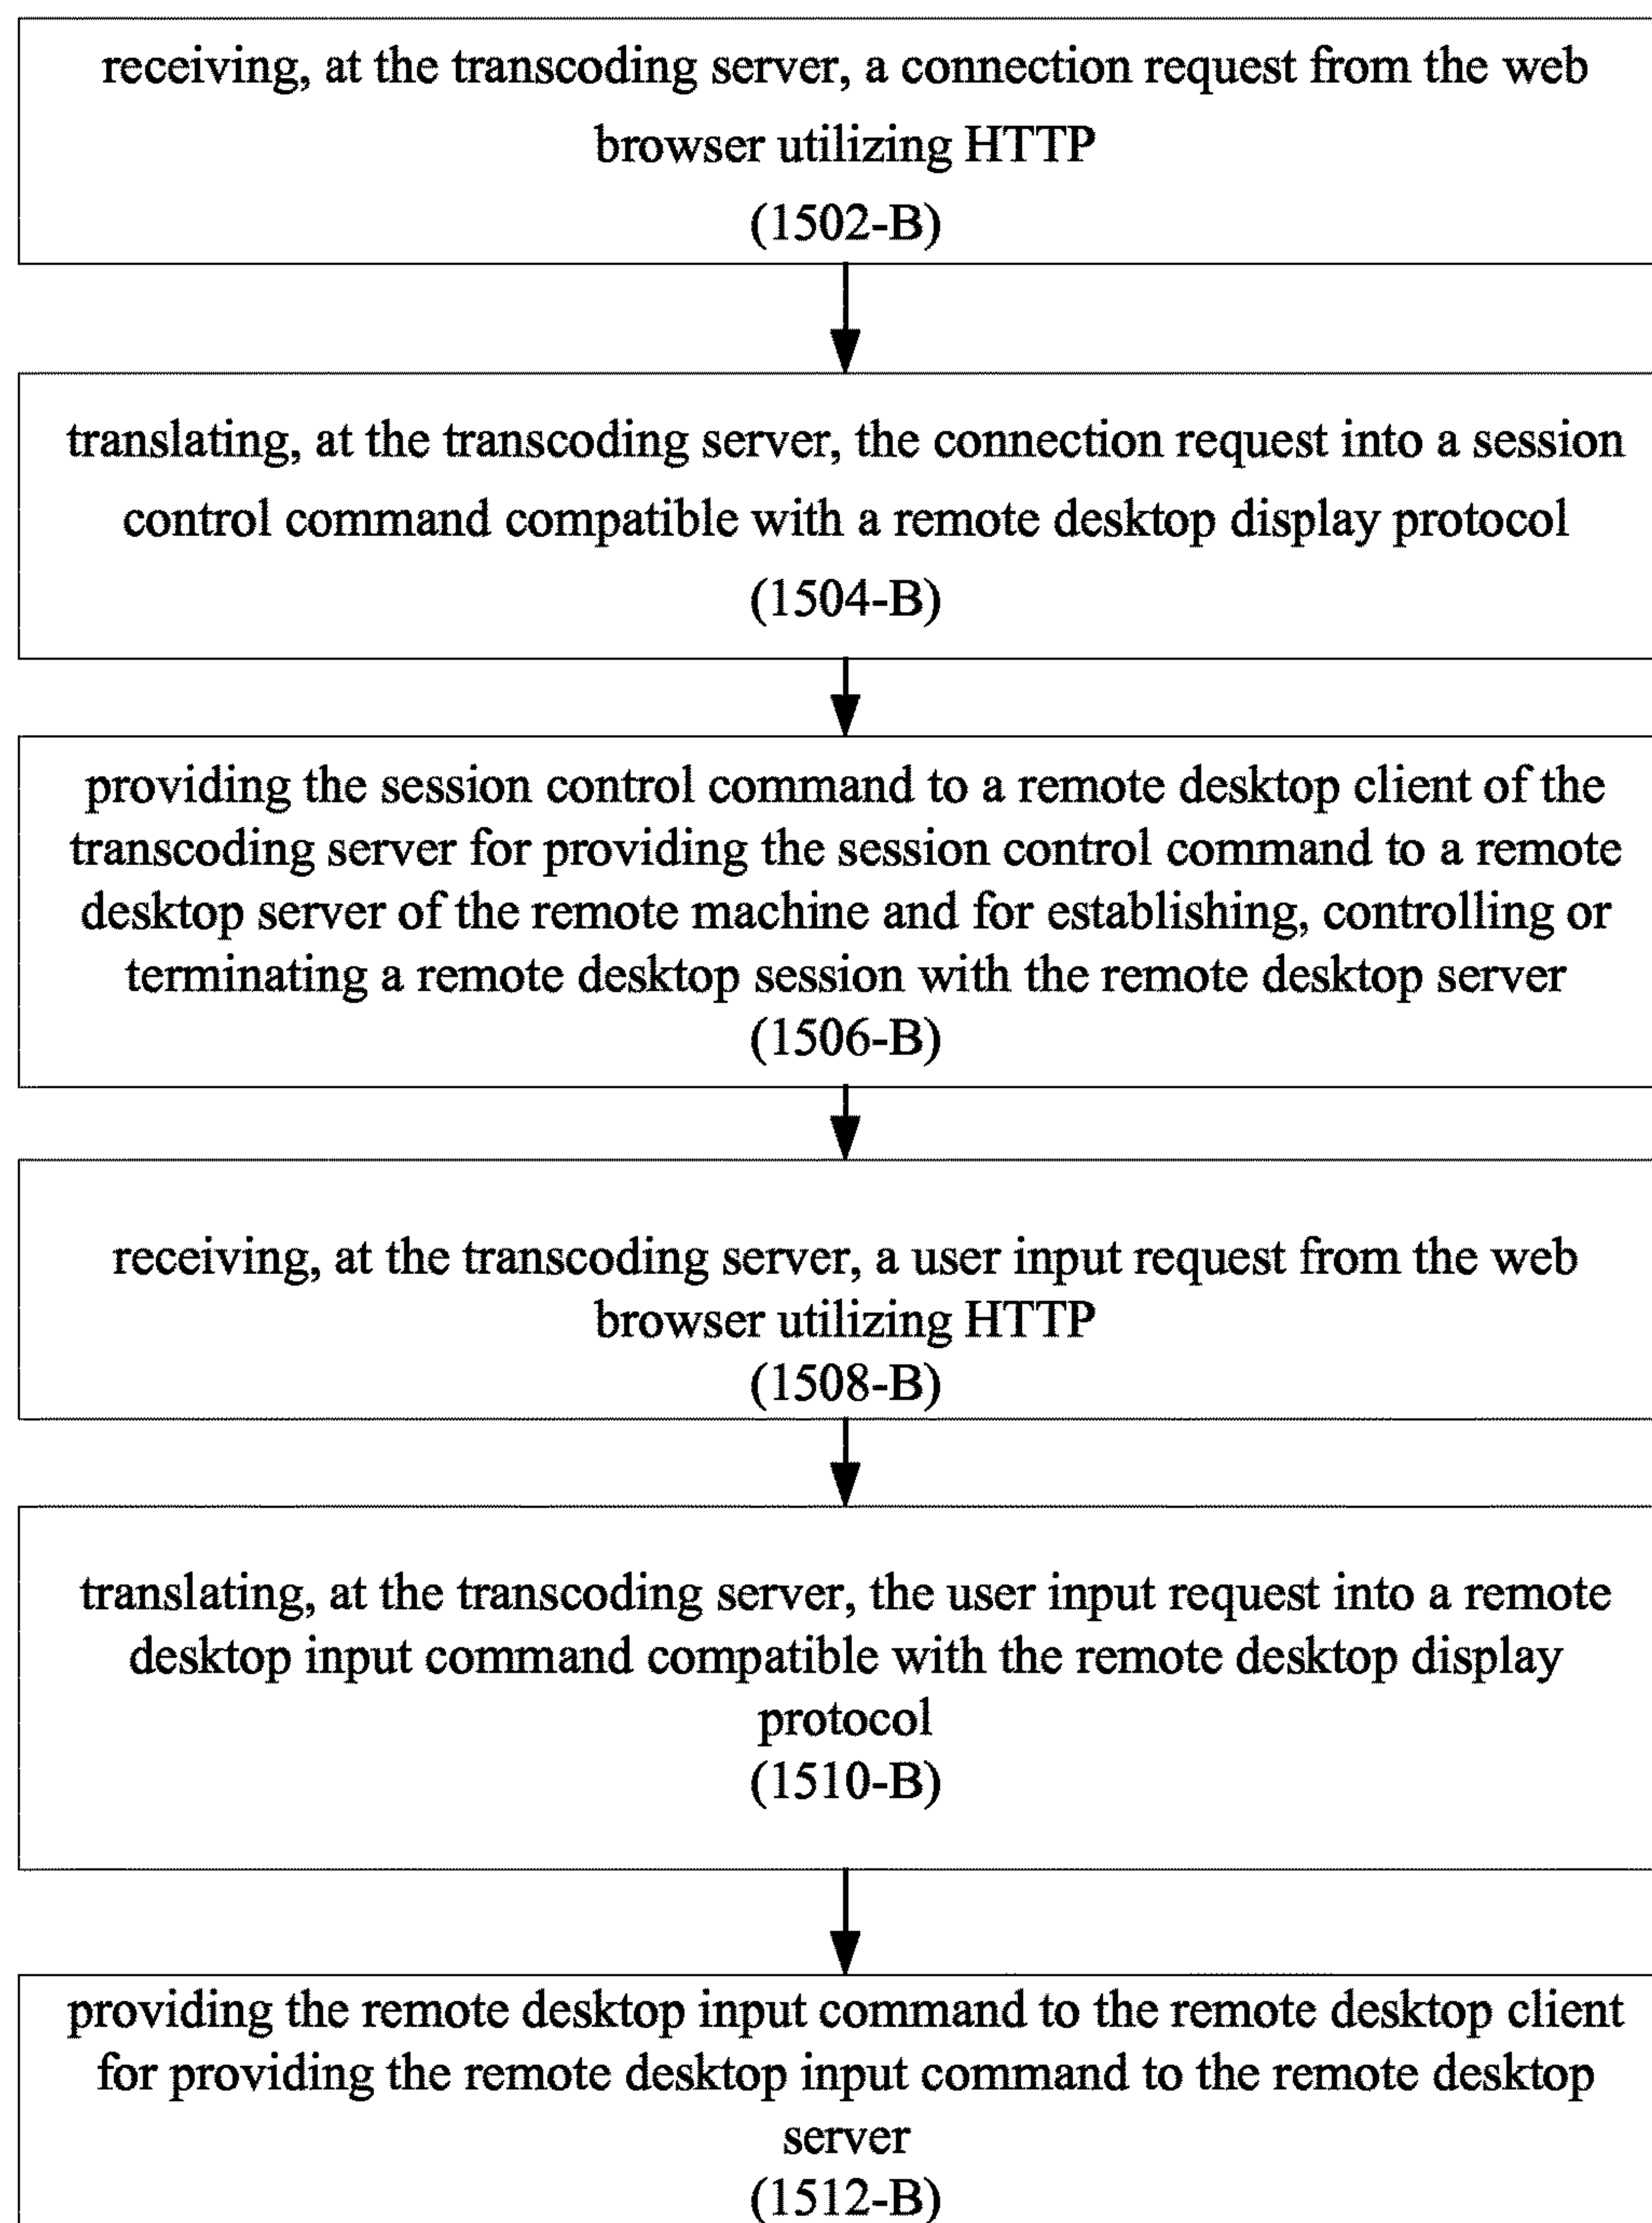 receiving, at the transcoding server, a connection request from the web
browser utilizing HTTP
(1502-B)
translating, at the transcoding server, the connection request into a session
control command compatible with a remote desktop display protocol
(1504-B)
providing the session control command to a remote desktop client of the
transcoding server for providing the session control command to a remote
desktop server of the remote machine and for establishing, controlling or
terminating a remote desktop session with the remote desktop server
(1506-B)
receiving, at the transcoding server, a user input request from the web
browser utilizing HTTP
(1508-B)
translating, at the transcoding server, the user input request into a remote
desktop input command compatible with the remote desktop display
protocol
(1510-B)
providing the remote desktop input command to the remote desktop client
for providing the remote desktop input command to the remote desktop
server
(1512-B)